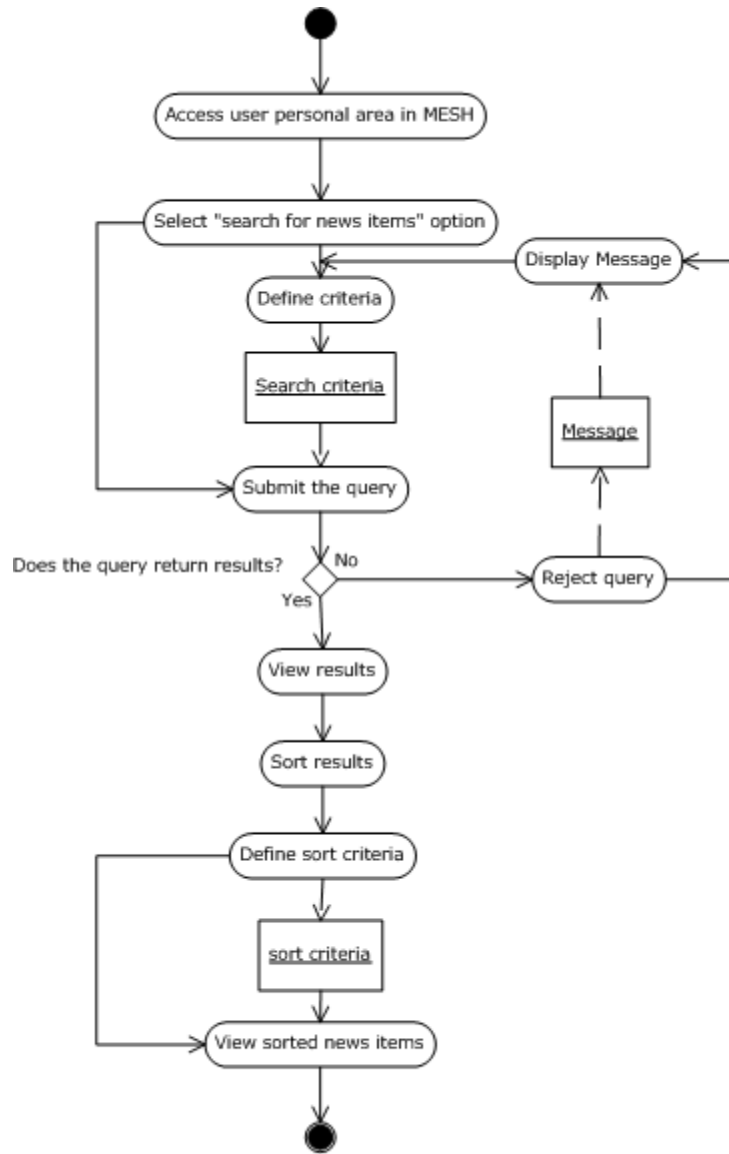 Access user personal area in MESH
Select "search for news items" option
Display Message
Define criteria
Search criteria
Message
Submit the query
Does the query return results?
No
Yes
Reject query
View results
Sort results
Define sort criteria
sort criteria
View sorted news items